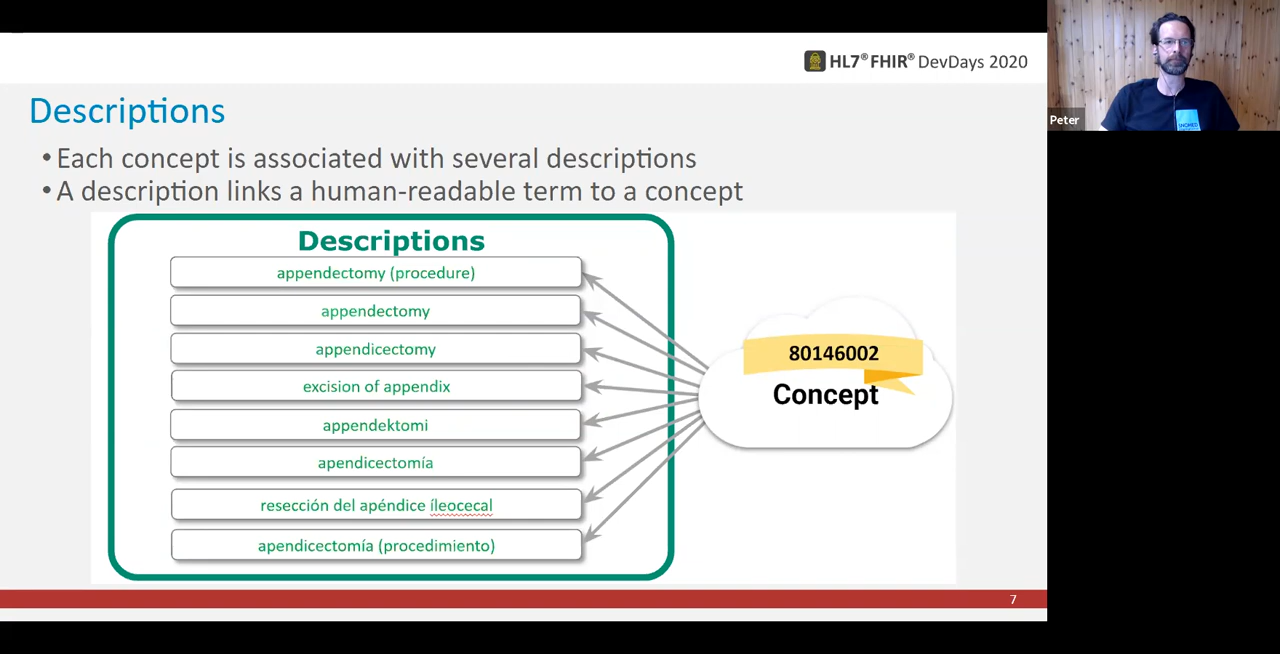 HL7® FHIR® DevDays 2020
Peter
Descriptions
• Each concept is associated with several descriptions
• A description links a human-readable term to a concept
Descriptions
appendectomy (procedure)
appendectomy
appendicectomy
excision of appendix
appendektomi
apendicectomía
resección del apéndice íleocecal
apendicectomía (procedimiento)
80146002
Concept
7